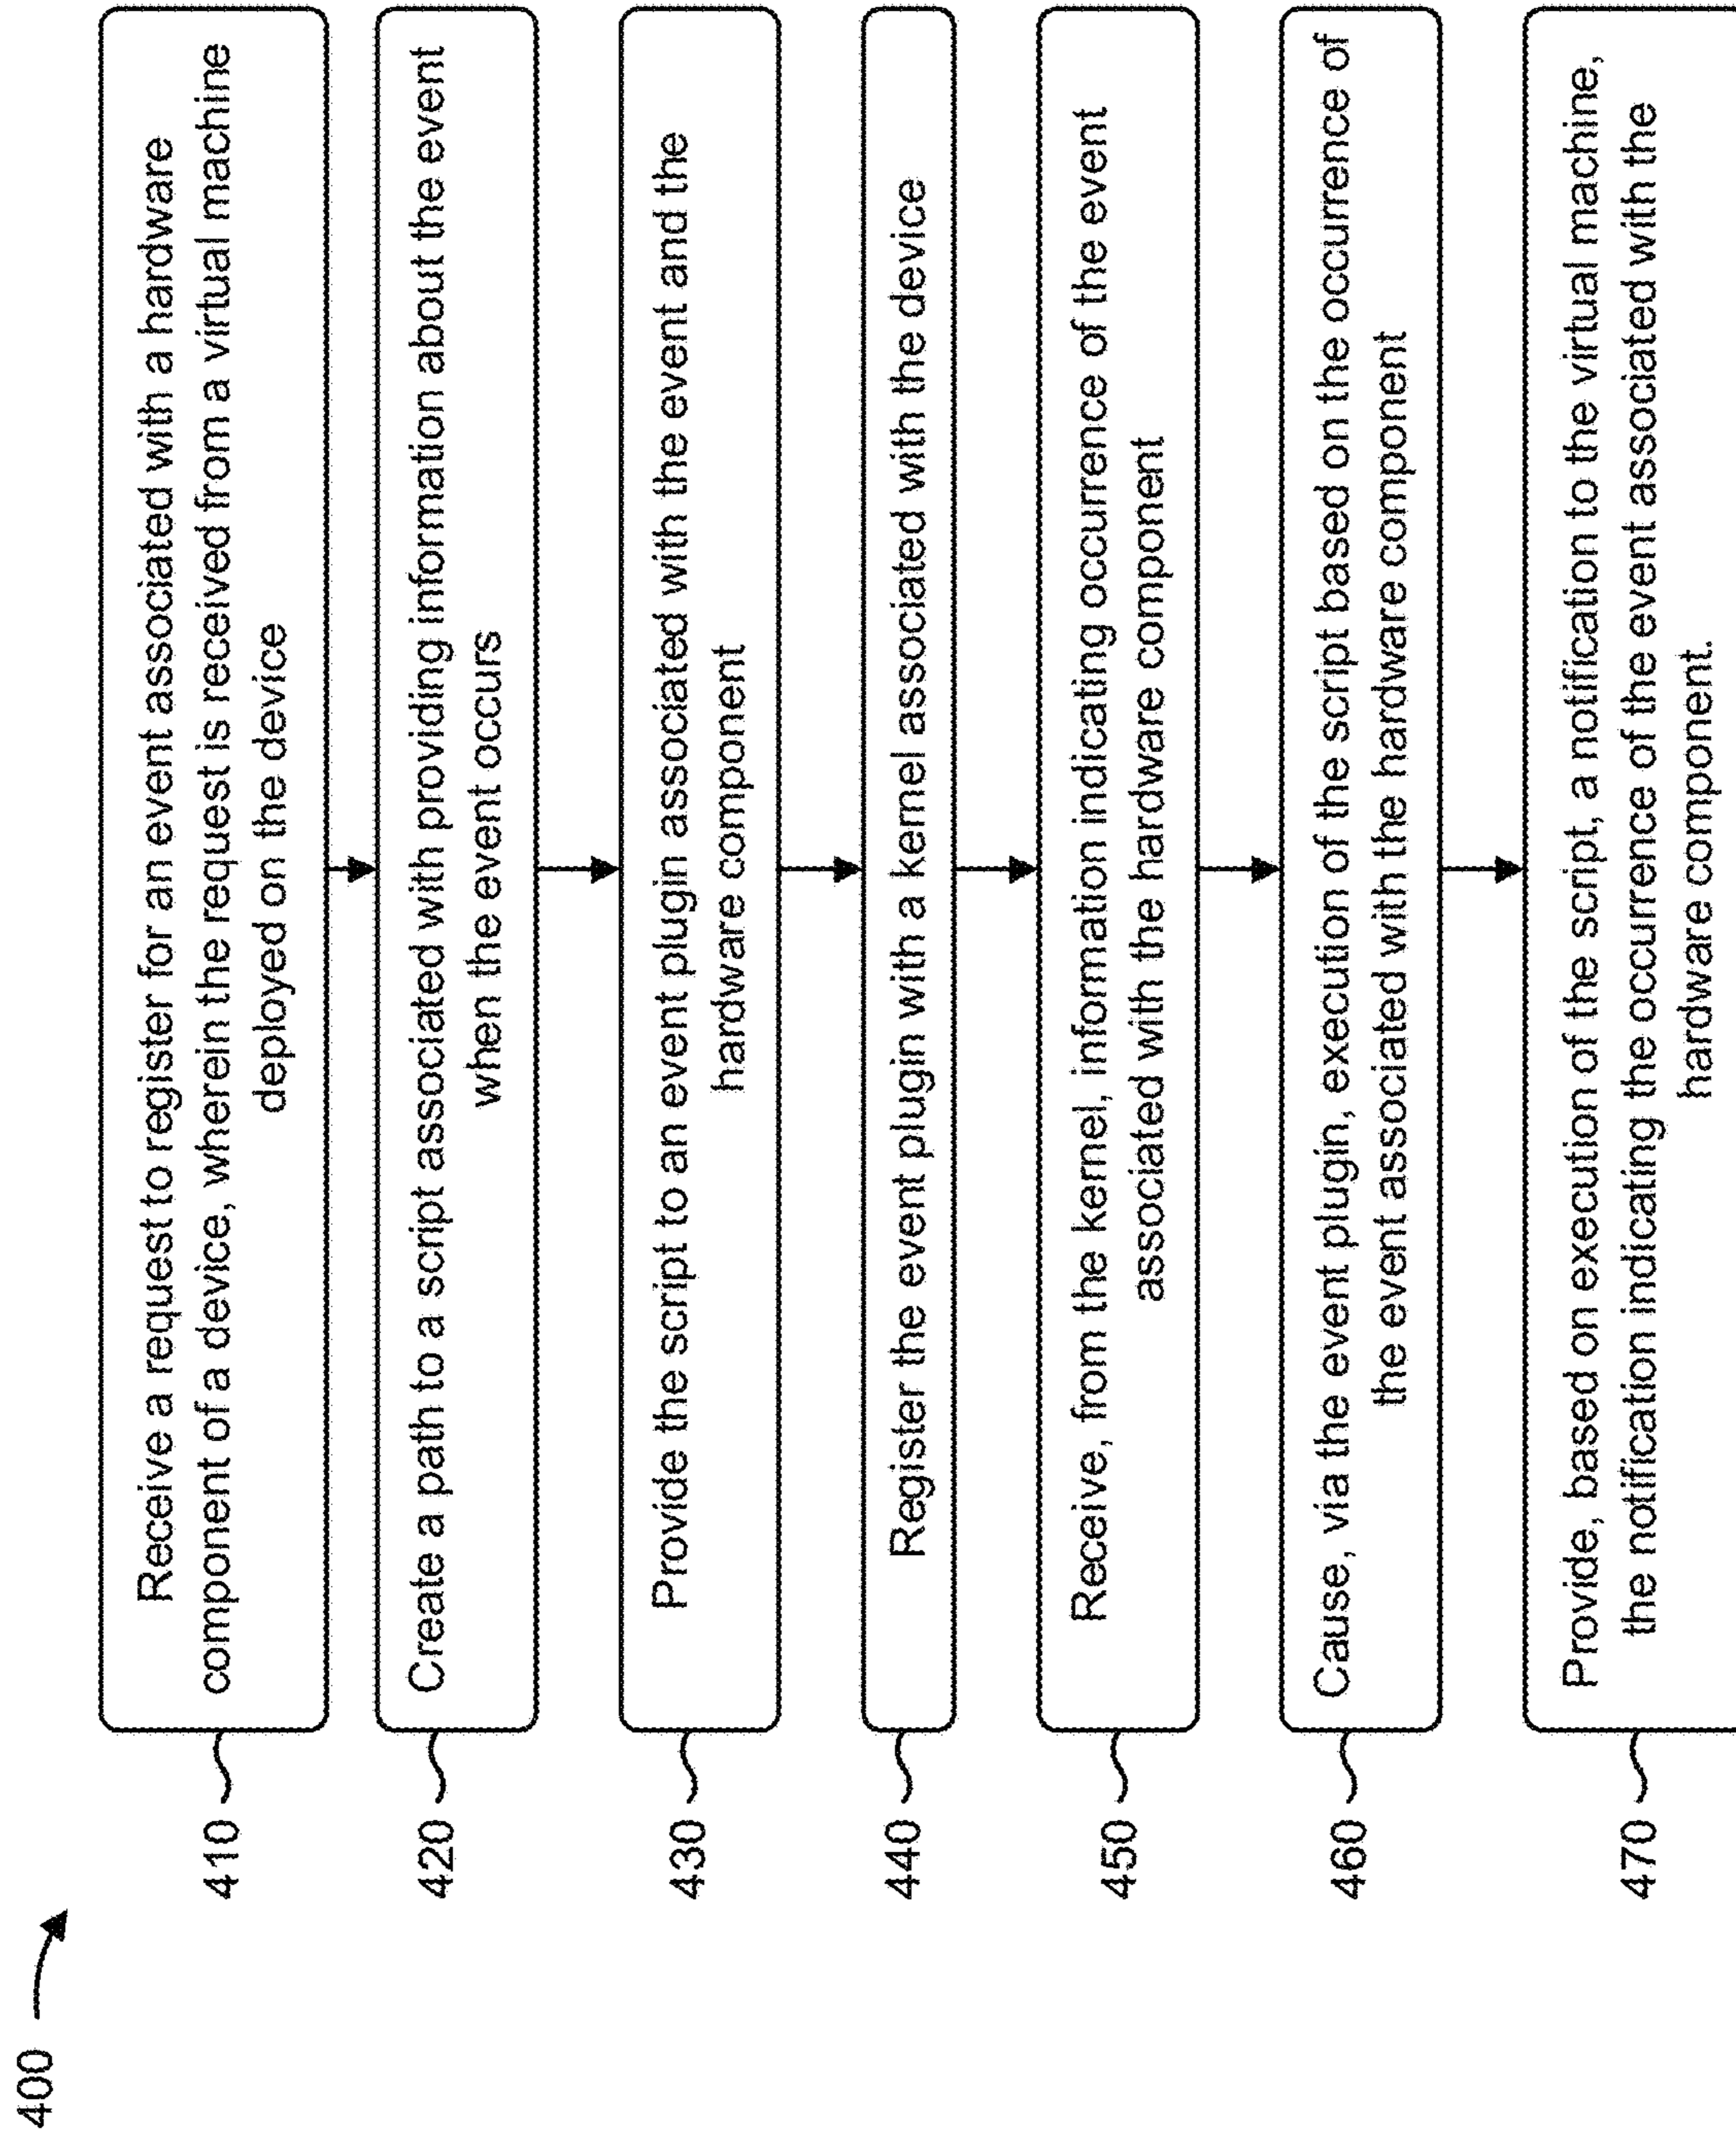 400
410
Receive a request to register for an event associated with a hardware
component of a device, wherein the request is received from a virtual machine
deployed on the device
420
Create a path to a script associated with providing information about the event
when the event occurs
430
Provide the script to an event plugin associated with the event and the
hardware component
440
Register the event plugin with a kernel associated with the device
450
Receive, from the kernel, information indicating occurrence of the event
associated with the hardware component
460
Cause, via the event plugin, execution of the script based on the occurrence of
the event associated with the hardware component
470
Provide, based on execution of the script, a notification to the virtual machine,
the notification indicating the occurrence of the event associated with the
hardware component.